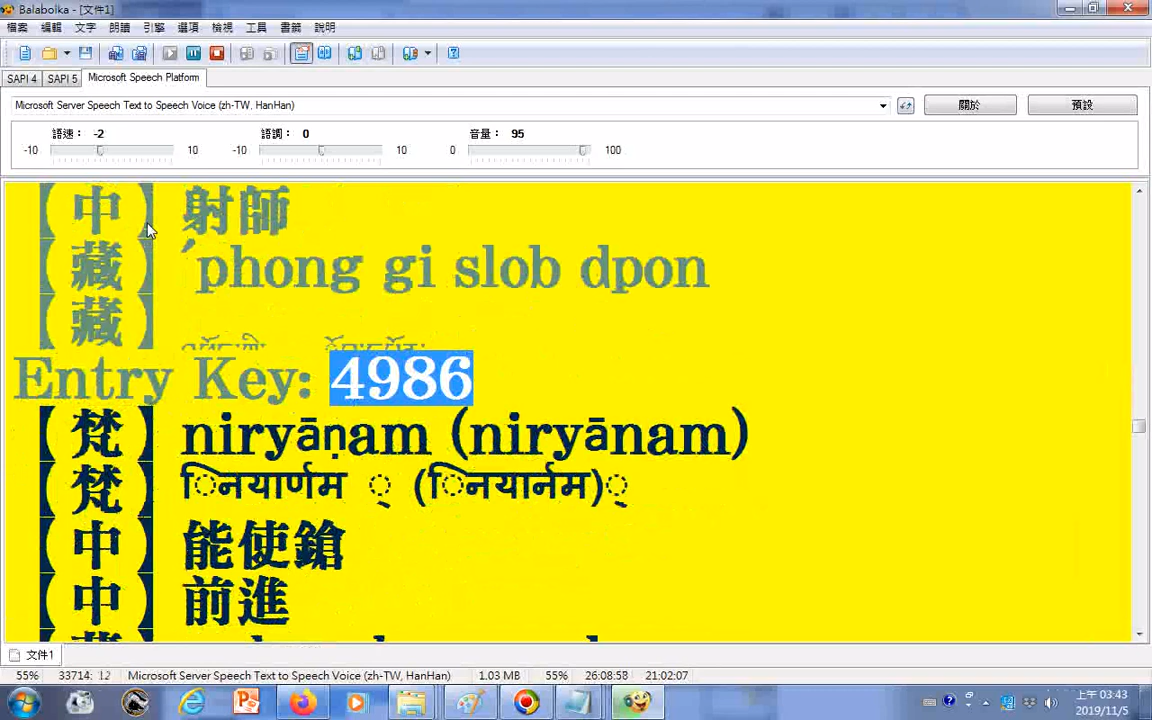 Balabolka - [文件1]
檔案 編輯 文字 朗讀 引擎 選項 檢視 工具 書籤 說明
SAPI 4 SAPI 5 Microsoft Speech Platform
Microsoft Server Speech Text to Speech Voice (zh-TW, HanHan) 關於 預設
語速： -2 語調： 0 音量： 95
-10 10 -10 10 0 100
【中】 射師
【藏】 ´phong gi slob dpon
【藏】
Entry Key: 4986
【梵】 niryāṇam (niryānam)
【梵】 िनयार्णम ् (िनयार्नम)्
【中】 能使鎗
【中】 前進
文件1
55% 33714: 12 Microsoft Server Speech Text to Speech Voice (zh-TW, HanHan) 1.03 MB 55% 26:08:58 21:02:07
上午 03:43
2019/11/5